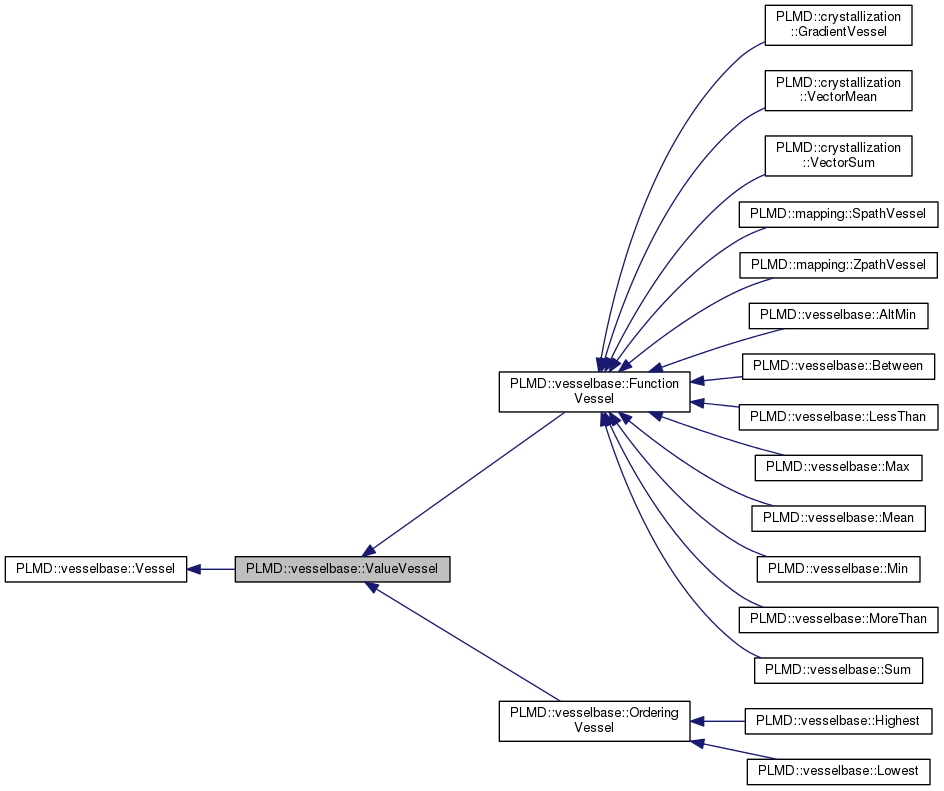 PLMD::crystallization
::GradientVessel
PLMD::crystallization
::VectorMean
PLMD::crystallization
::VectorSum
PLMD::mapping::SpathVessel
PLMD::mapping::ZpathVessel
PLMD::vesselbase::AltMin
PLMD::vesselbase::Between
PLMD::vesselbase::Function
Vessel
PLMD::vesselbase::LessThan
PLMD::vesselbase::Max
PLMD::vesselbase::Mean
PLMD::vesselbase::Vessel
PLMD::vesselbase::ValueVessel
PLMD::vesselbase::Min
PLMD::vesselbase::MoreThan
PLMD::vesselbase::Sum
PLMD::vesselbase::Ordering
Vessel
PLMD::vesselbase::Highest
PLMD::vesselbase::Lowest